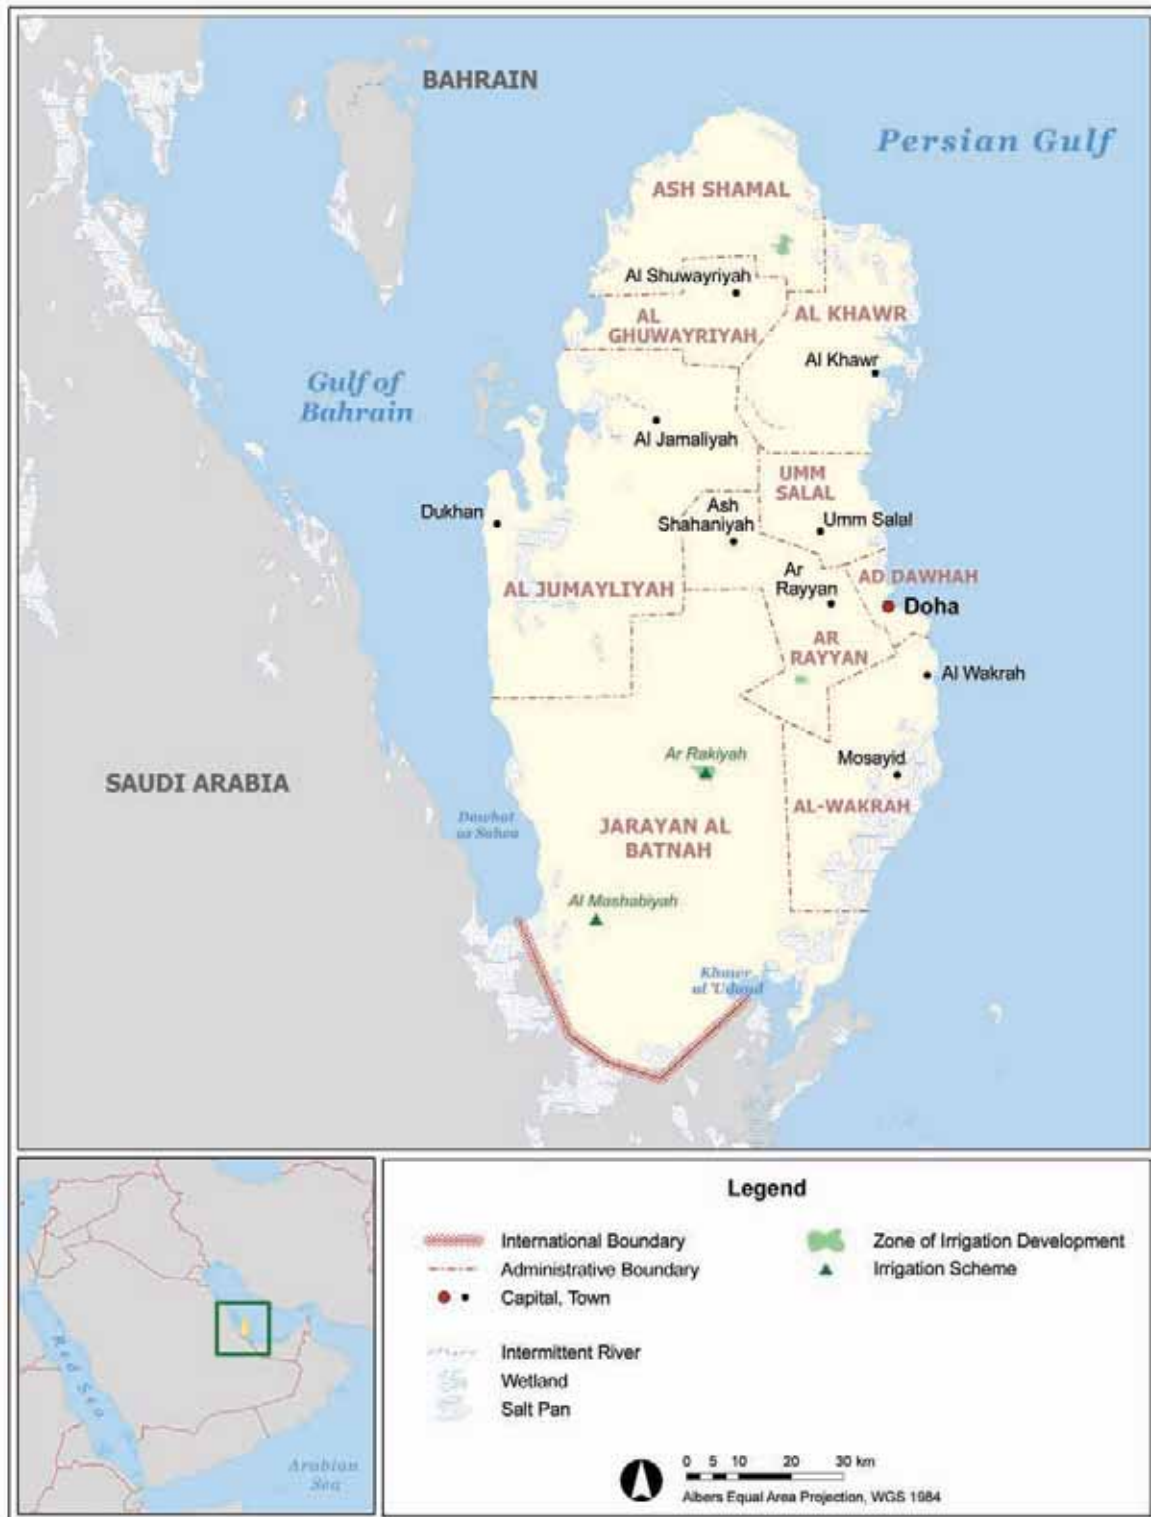 BAHRAIN
Persian Gulf
ASH SHAMAL
Al Shuwayriyah
AL
GHUWAYRIYAH
AL KHAWR
Al Khawr
Gulf of
Bahrain
Al Jamaliyah
UMM
SALAL
Dukhan
Ash
Shahaniyah
Umm Salal
AL JUMAYLIYAH
Ar
Rayyan
AD DAWHAH
Doha
AR
RAYYAN
Al Wakrah
Ar Rakiyah
Mosayid
SAUDI ARABIA
AL-WAKRAH
Dawhat
as Salwa
JARAYAN AL
BATNAH
Al Mashabiyah
Khawr
al 'Udayd
Red Sea
Arabian
Sea
Legend
International Boundary
Administrative Boundary
Capital, Town
Intermittent River
Wetland
Salt Pan
Zone of Irrigation Development
Irrigation Scheme
0 5 10 20 30 km
Albers Equal Area Projection, WGS 1984